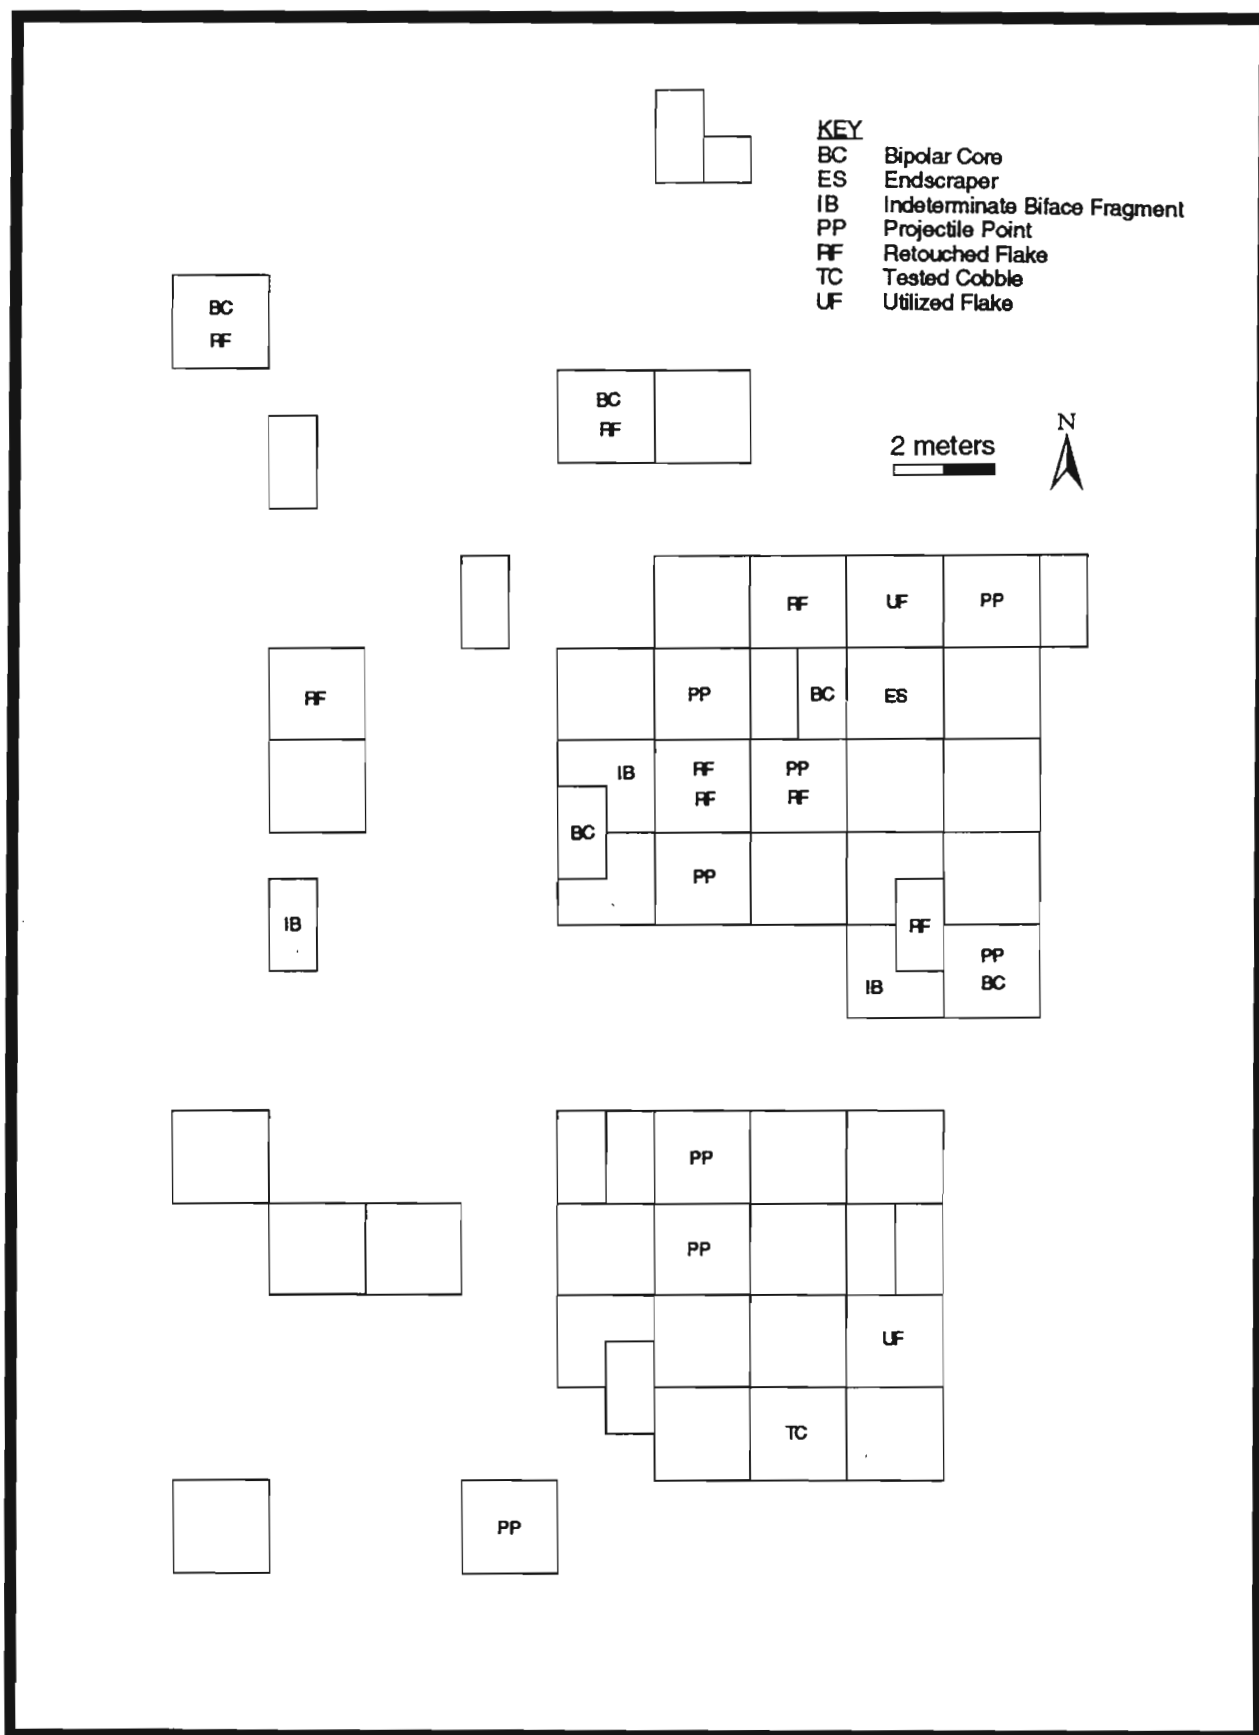 KEY
BC Bipolar Core
ES Endscraper
IB Indeterminate Biface Fragment
PP Projectile Point
RF Retouched Flake
TC Tested Cobble
UF Utilized Flake
BC
RF
BC
RF
2 meters
N
RF UF PP
RF PP BC ES
IB RF PP
RF RF
BC
PP
IB RF
PP
IB BC
PP
PP
UF
TC
PP